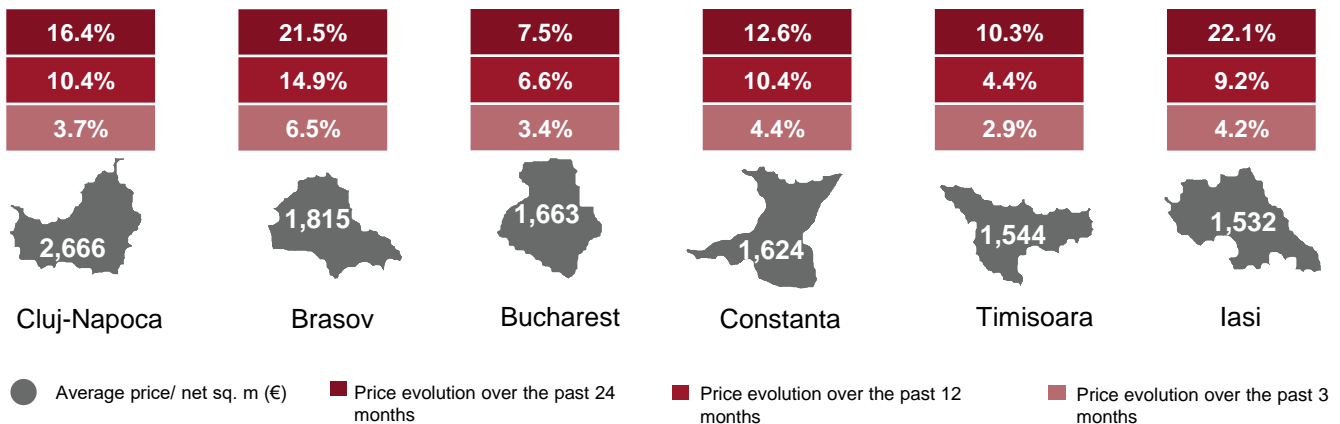 16.4% 21.5% 7.5% 12.6% 10.3% 22.1%
10.4% 14.9% 6.6% 10.4% 4.4% 9.2%
3.7% 6.5% 3.4% 4.4% 2.9% 4.2%
2,666 1,815 1,663 1,624 1,544 1,532
Cluj-Napoca Brasov Bucharest Constanta Timisoara Iasi
Average price/ net sq. m (€)
Price evolution over the past 24
months
Price evolution over the past 12
months
Price evolution over the past 3
months